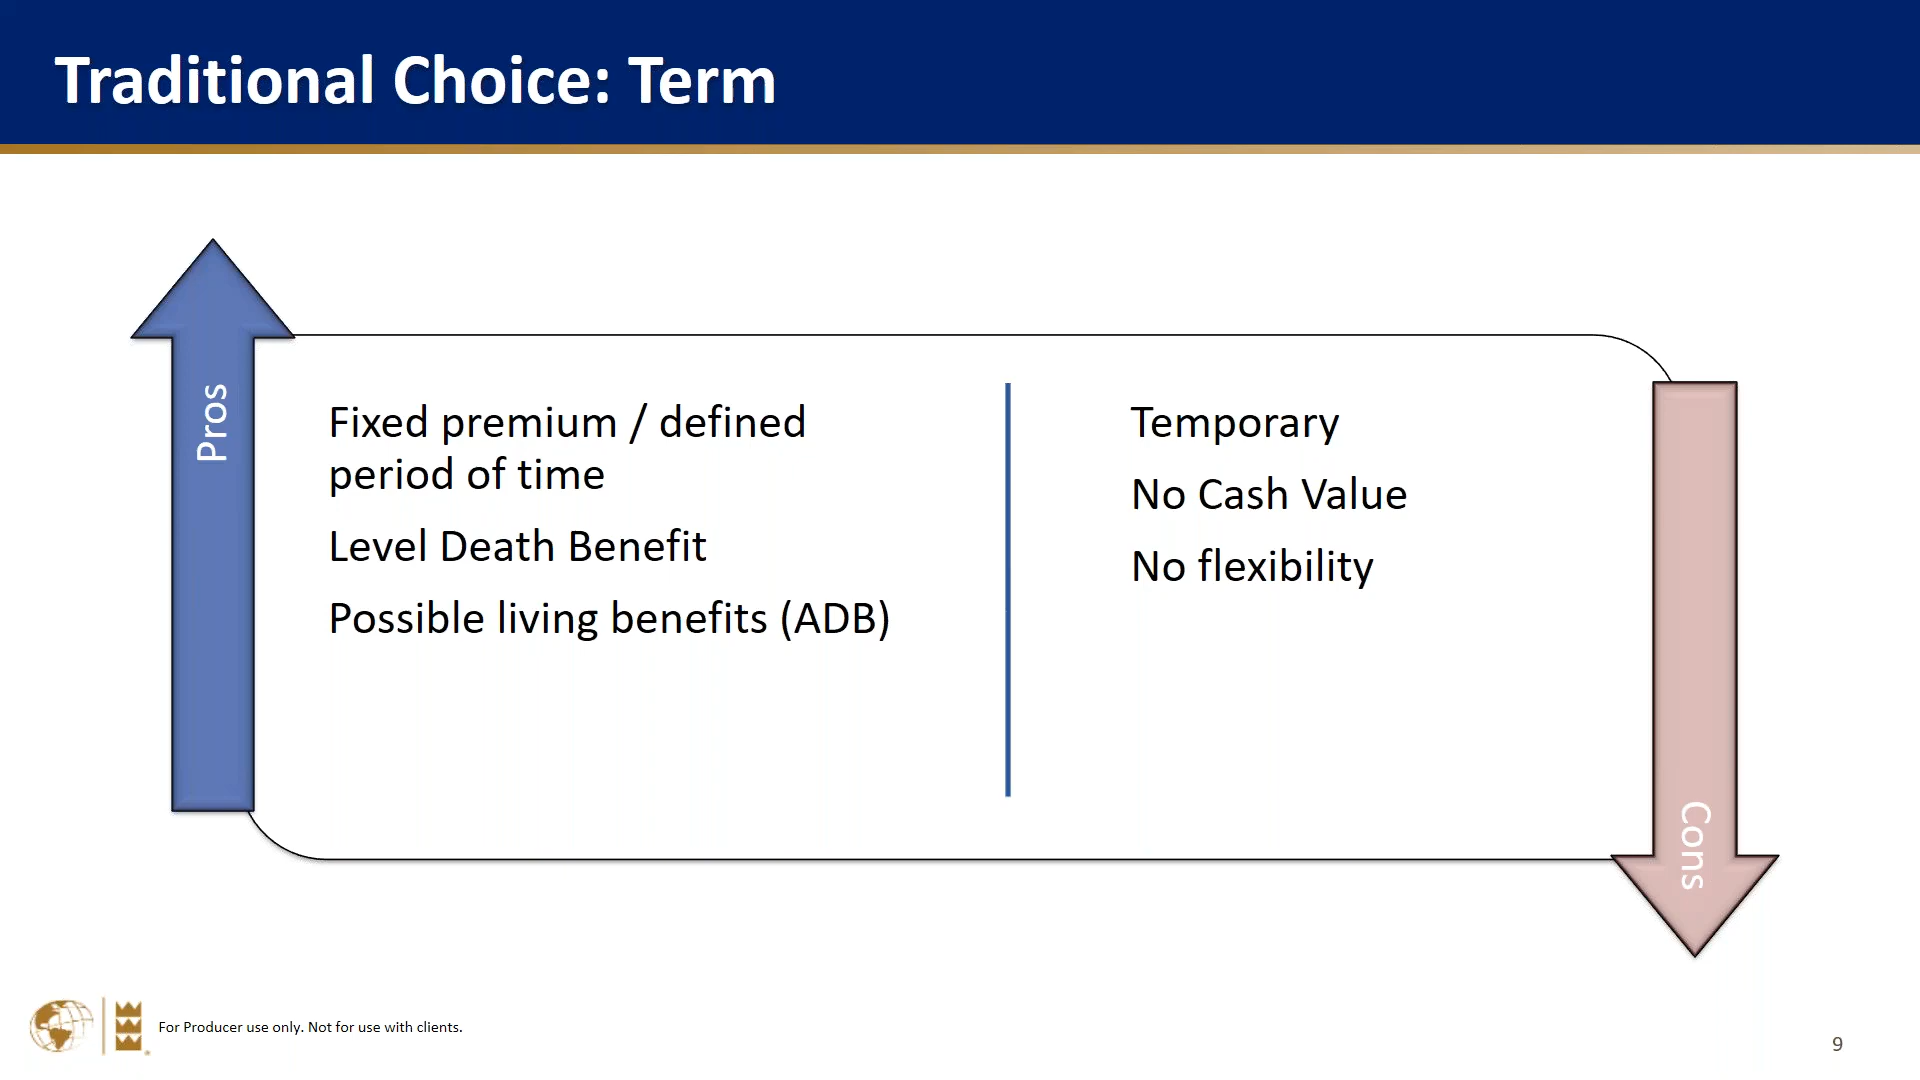 Traditional Choice: Term
Pros
Fixed premium / defined
period of time
Level Death Benefit
Possible living benefits (ADB)
Temporary
No Cash Value
No flexibility
Cons
For Producer use only. Not for use with clients.
9